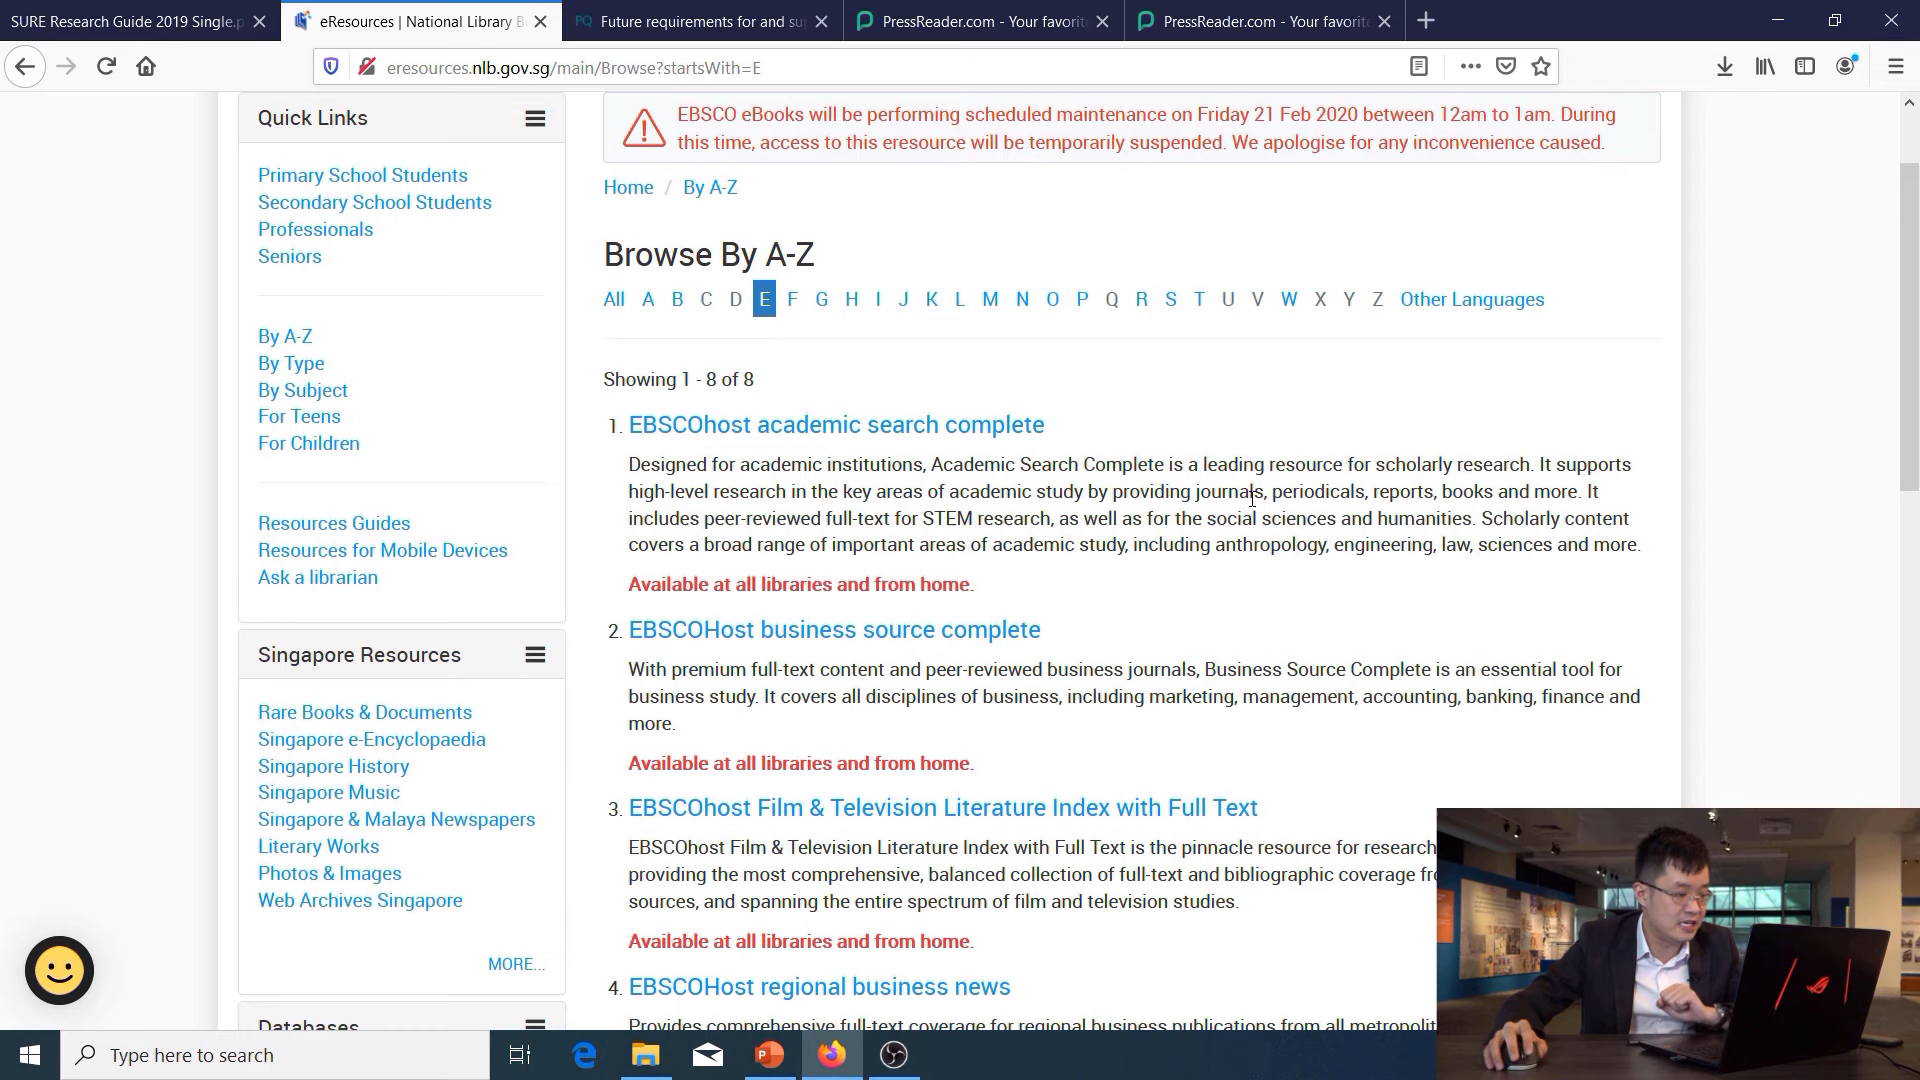 SURE Research Guide 2019 Single.p
eResources | National Library B
PQ Future requirements for and sup
PressReader.com - Your favorit
PressReader.com - Your favorite
eresources.nlb.gov.sg/main/Browse?startsWith=E
Quick Links
Primary School Students
Secondary School Students
Professionals
Seniors
By A-Z
By Type
By Subject
For Teens
For Children
Resources Guides
Resources for Mobile Devices
Ask a librarian
Singapore Resources
Rare Books & Documents
Singapore e-Encyclopaedia
Singapore History
Singapore Music
Singapore & Malaya Newspapers
Literary Works
Photos & Images
Web Archives Singapore
MORE...
Databases
EBSCO eBooks will be performing scheduled maintenance on Friday 21 Feb 2020 between 12am to 1am. During
this time, access to this eresource will be temporarily suspended. We apologise for any inconvenience caused.
Home / By A-Z
Browse By A-Z
All A B C D E F G H I J K L M N O P Q R S T U V W X Y Z Other Languages
Showing 1 - 8 of 8
1. EBSCOhost academic search complete
Designed for academic institutions, Academic Search Complete is a leading resource for scholarly research. It supports
high-level research in the key areas of academic study by providing journals, periodicals, reports, books and more. It
includes peer-reviewed full-text for STEM research, as well as for the social sciences and humanities. Scholarly content
covers a broad range of important areas of academic study, including anthropology, engineering, law, sciences and more.
Available at all libraries and from home.
2. EBSCOHost business source complete
With premium full-text content and peer-reviewed business journals, Business Source Complete is an essential tool for
business study. It covers all disciplines of business, including marketing, management, accounting, banking, finance and
more.
Available at all libraries and from home.
3. EBSCOhost Film & Television Literature Index with Full Text
EBSCOhost Film & Television Literature Index with Full Text is the pinnacle resource for research
providing the most comprehensive, balanced collection of full-text and bibliographic coverage fro
sources, and spanning the entire spectrum of film and television studies.
Available at all libraries and from home.
4. EBSCOHost regional business news
Provides comprehensive full-text coverage for regional business publications from all metropolit
Type here to search